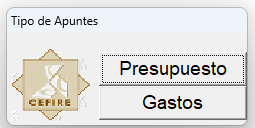 Tipo de Apuntes
Presupuesto
CEFIRE
Gastos